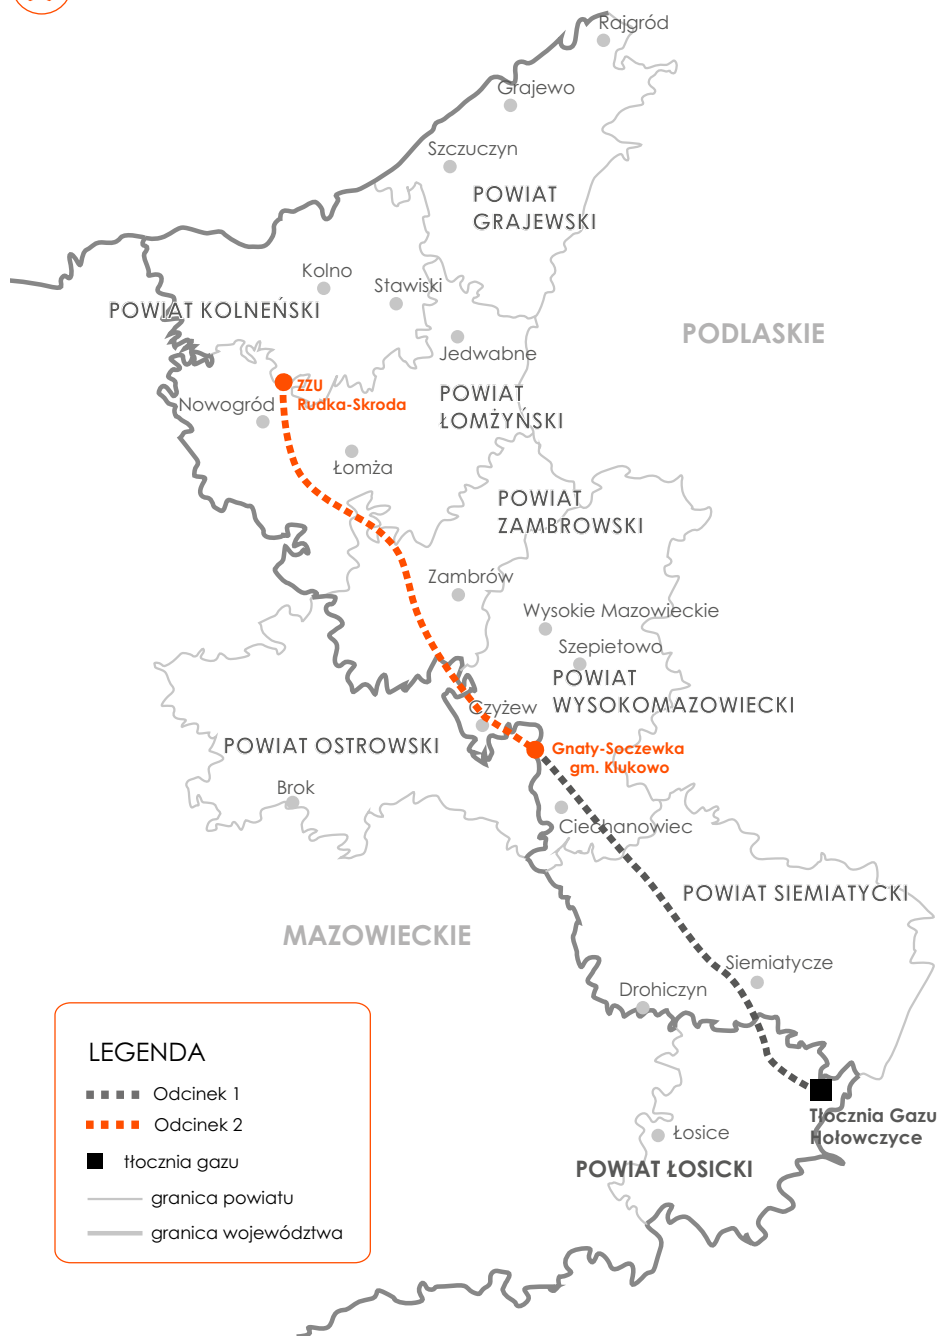 Rajgród
Grajewo
Szczuczyn
POWIAT
GRAJEWSKI
Kolno
Stawiski
POWIAT KOLNEŃSKI
PODLASKIE
Jedwabne
ZZU
Rudka-Skroda
POWIAT
ŁOMŻYŃSKI
Nowogród
Łomża
POWIAT
ZAMBROWSKI
Zambrów
Wysokie Mazowieckie
Szepietowo
POWIAT
WYSOKOMAZOWIECKI
Czyżew
POWIAT OSTROWSKI
Gnaty-Soczewka
gm. Klukowo
Brok
Ciechanowiec
POWIAT SIEMIATYCKI
MAZOWIECKIE
Siemiatycze
Drohiczyn
Tłocznia Gazu
Hołowczyce
Łosice
POWIAT ŁOSICKI
LEGENDA
Odcinek 1
Odcinek 2
tłocznia gazu
granica powiatu
granica województwa